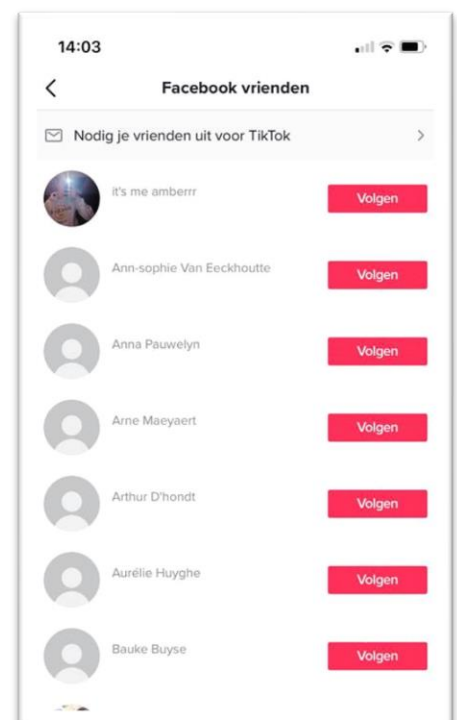 14:03
Facebook vrienden
Nodig je vrienden uit voor TikTok
it's me amberrr
Volgen
Ann-sophie Van Eeckhoutte
Volgen
Anna Pauwelyn
Volgen
Arne Maeyaert
Volgen
Arthur D'hondt
Volgen
Aurélie Huyghe
Volgen
Bauke Buyse
Volgen